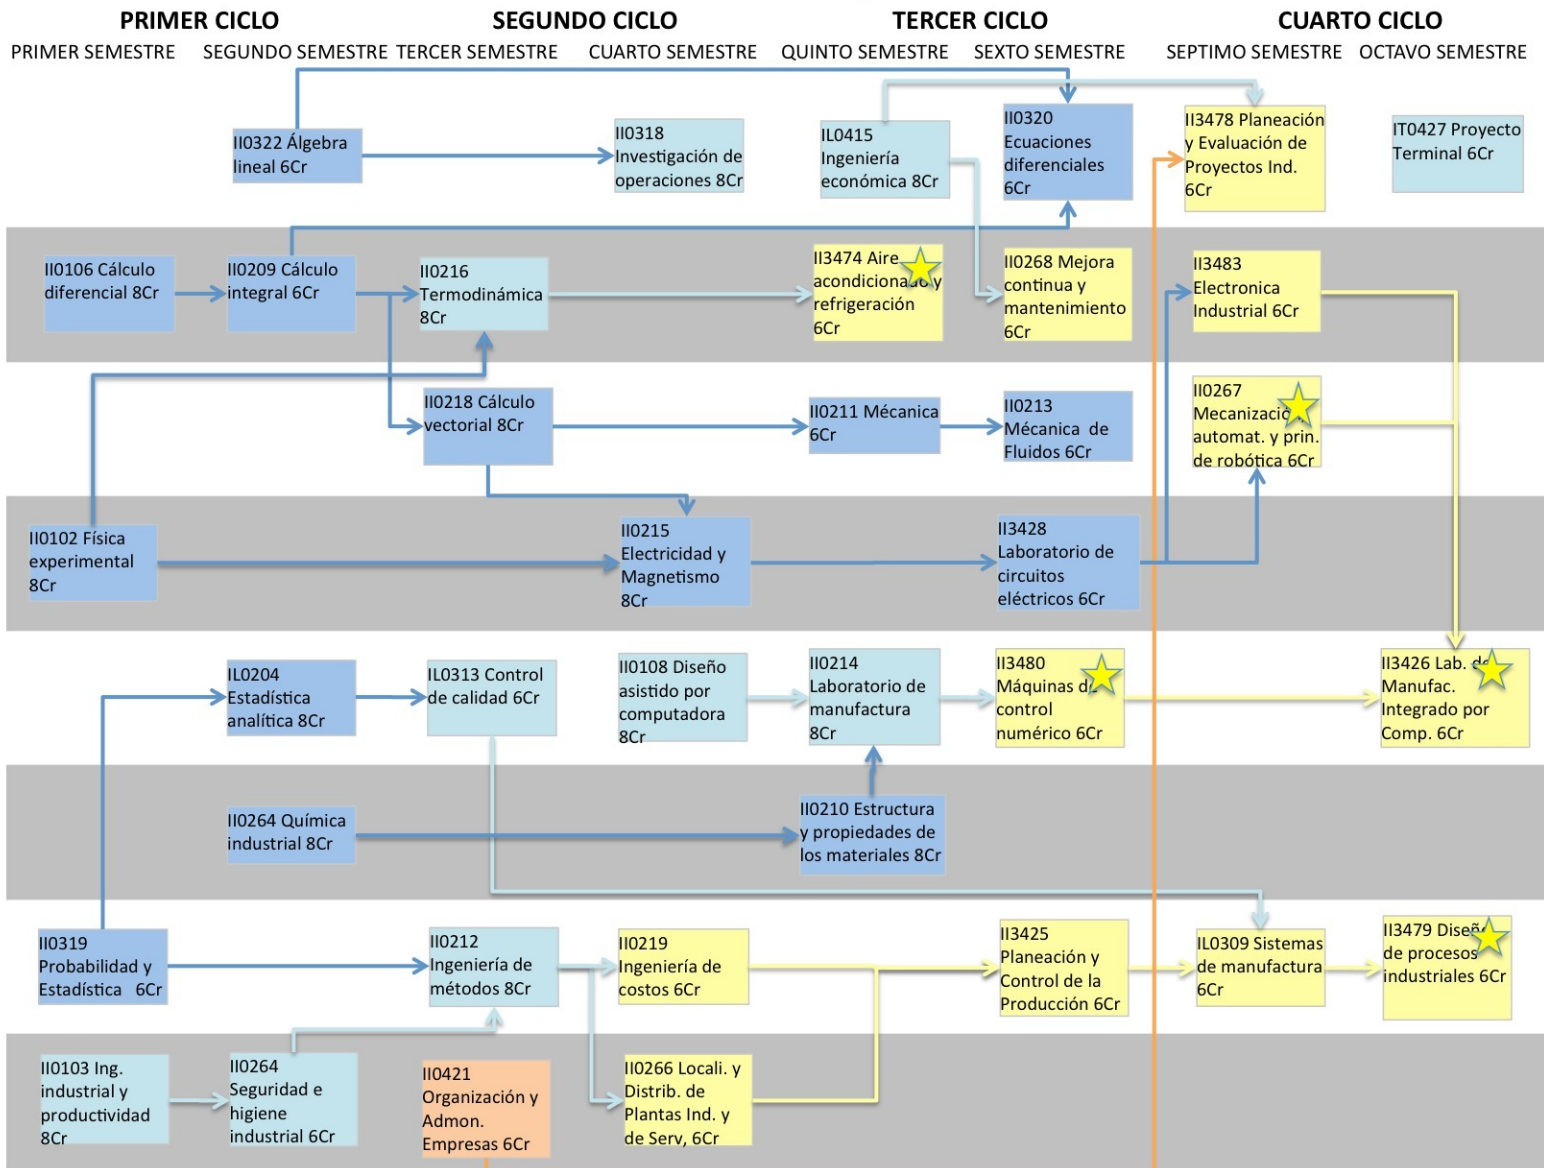 PRIMER CICLO
SEGUNDO CICLO
TERCER CICLO
CUARTO CICLO
PRIMER SEMESTRE
SEGUNDO SEMESTRE
TERCER SEMESTRE
CUARTO SEMESTRE
QUINTO SEMESTRE
SEXTO SEMESTRE
SEPTIMO SEMESTRE
OCTAVO SEMESTRE
II0322 Álgebra
lineal 6Cr
II0318
Investigación de
operaciones 8Cr
IL0415
Ingeniería
económica 8Cr
II0320
Ecuaciones
diferenciales
6Cr
II3478 Planeación
y Evaluación de
Proyectos Ind.
6Cr
IT0427 Proyecto
Terminal 6Cr
II0106 Cálculo
diferencial 8Cr
II0209 Cálculo
integral 6Cr
II0216
Termodinámica
8Cr
II3474 Aire
acondicionado y
refrigeración
6Cr
II0268 Mejora
continua y
mantenimiento
6Cr
II3483
Electronica
Industrial 6Cr
II0218 Cálculo
vectorial 8Cr
II0211 Mécanica
6Cr
II0213
Mécanica de
Fluidos 6Cr
II0267
Mecanización
automat. y prin.
de robótica 6Cr
II0102 Física
experimental
8Cr
II0215
Electricidad y
Magnetismo
8Cr
II3428
Laboratorio de
circuitos
eléctricos 6Cr
IL0204
Estadística
analítica 8Cr
IL0313 Control
de calidad 6Cr
II0108 Diseño
asistido por
computadora
8Cr
II0214
Laboratorio de
manufactura
8Cr
II3480
Máquinas de
control
numérico 6Cr
II3426 Lab. de
Manufac.
Integrado por
Comp. 6Cr
II0264 Química
industrial 8Cr
II0210 Estructura
y propiedades de
los materiales 8Cr
II0319
Probabilidad y
Estadística 6Cr
II0212
Ingeniería de
métodos 8Cr
II0219
Ingeniería de
costos 6Cr
II3425
Planeación y
Control de la
Producción 6Cr
IL0309 Sistemas
de manufactura
6Cr
II3479 Diseño
de procesos
industriales 6Cr
II0103 Ing.
industrial y
productividad
8Cr
II0264
Seguridad e
higiene
industrial 6Cr
II0421
Organización y
Admon.
Empresas 6Cr
II0266 Locali. y
Distrib. de
Plantas Ind. y
de Serv, 6Cr